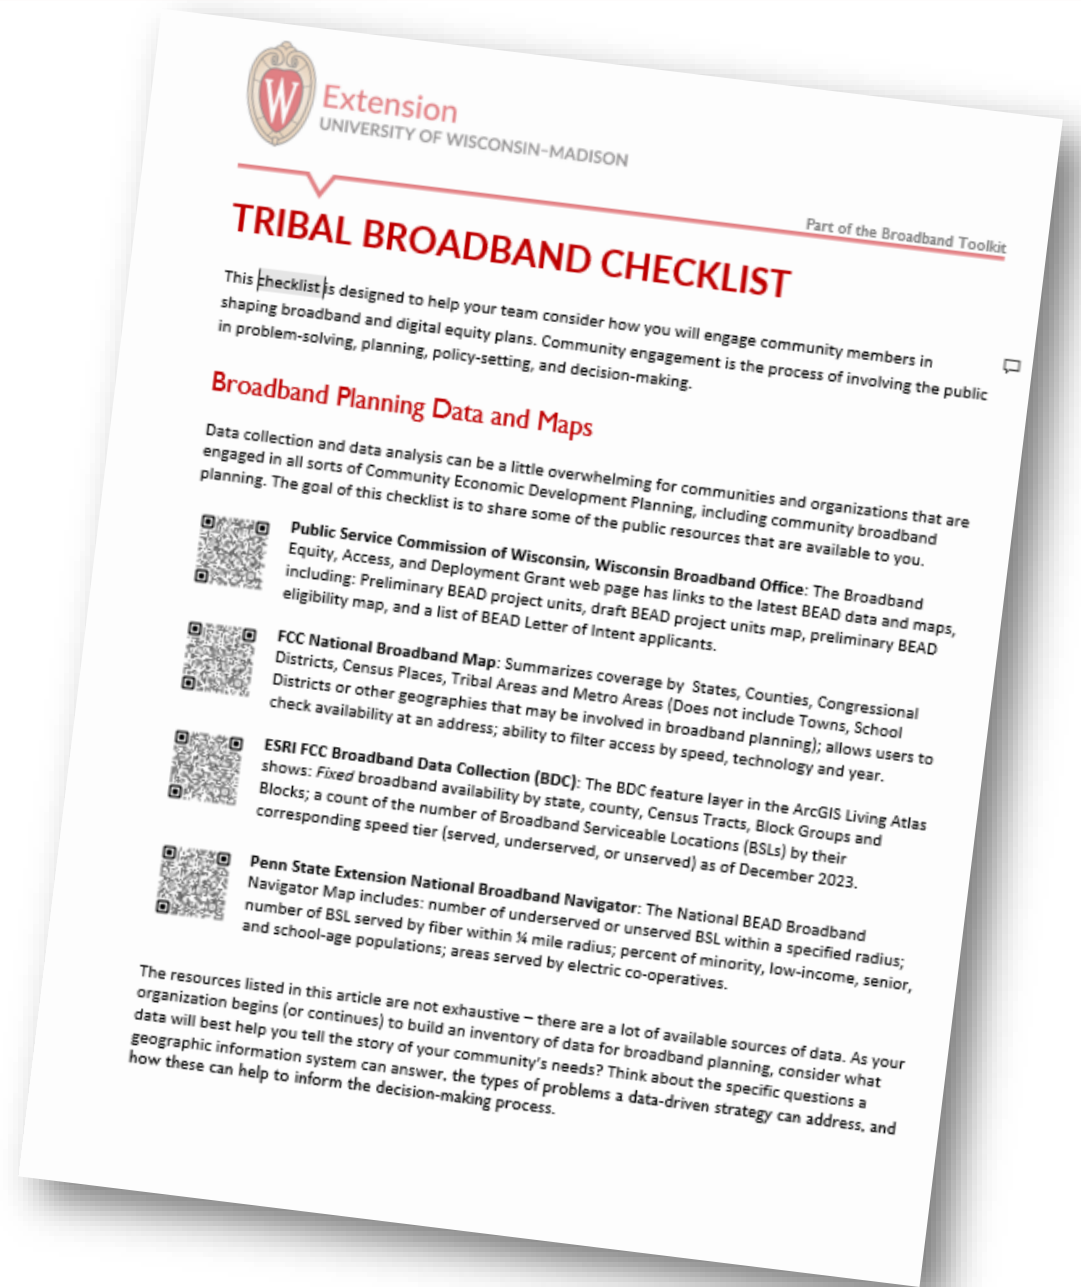 W
Extension
UNIVERSITY OF WISCONSIN–MADISON
Part of the Broadband Toolkit
TRIBAL BROADBAND CHECKLIST
This checklist is designed to help your team consider how you will engage community members in
shaping broadband and digital equity plans. Community engagement is the process of involving the public
in problem-solving, planning, policy-setting, and decision-making.
Broadband Planning Data and Maps
Data collection and data analysis can be a little overwhelming for communities and organizations that are
engaged in all sorts of Community Economic Development Planning, including community broadband
planning. The goal of this checklist is to share some of the public resources that are available to you.
Public Service Commission of Wisconsin, Wisconsin Broadband Office: The Broadband
Equity, Access, and Deployment Grant web page has links to the latest BEAD data and maps,
including: Preliminary BEAD project units, draft BEAD project units map, preliminary BEAD
eligibility map, and a list of BEAD Letter of Intent applicants.
FCC National Broadband Map: Summarizes coverage by States, Counties, Congressional
Districts, Census Places, Tribal Areas and Metro Areas (Does not include Towns, School
Districts or other geographies that may be involved in broadband planning); allows users to
check availability at an address; ability to filter access by speed, technology and year.
ESRI FCC Broadband Data Collection (BDC): The BDC feature layer in the ArcGIS Living Atlas
shows: Fixed broadband availability by state, county, Census Tracts, Block Groups and
Blocks; a count of the number of Broadband Serviceable Locations (BSLs) by their
corresponding speed tier (served, underserved, or unserved) as of December 2023.
Penn State Extension National Broadband Navigator: The National BEAD Broadband
Navigator Map includes: number of underserved or unserved BSL within a specified radius;
number of BSL served by fiber within ¼ mile radius; percent of minority, low-income, senior,
and school-age populations; areas served by electric co-operatives.
The resources listed in this article are not exhaustive – there are a lot of available sources of data. As your
organization begins (or continues) to build an inventory of data for broadband planning, consider what
data will best help you tell the story of your community's needs? Think about the specific questions a
geographic information system can answer, the types of problems a data-driven strategy can address, and
how these can help to inform the decision-making process.